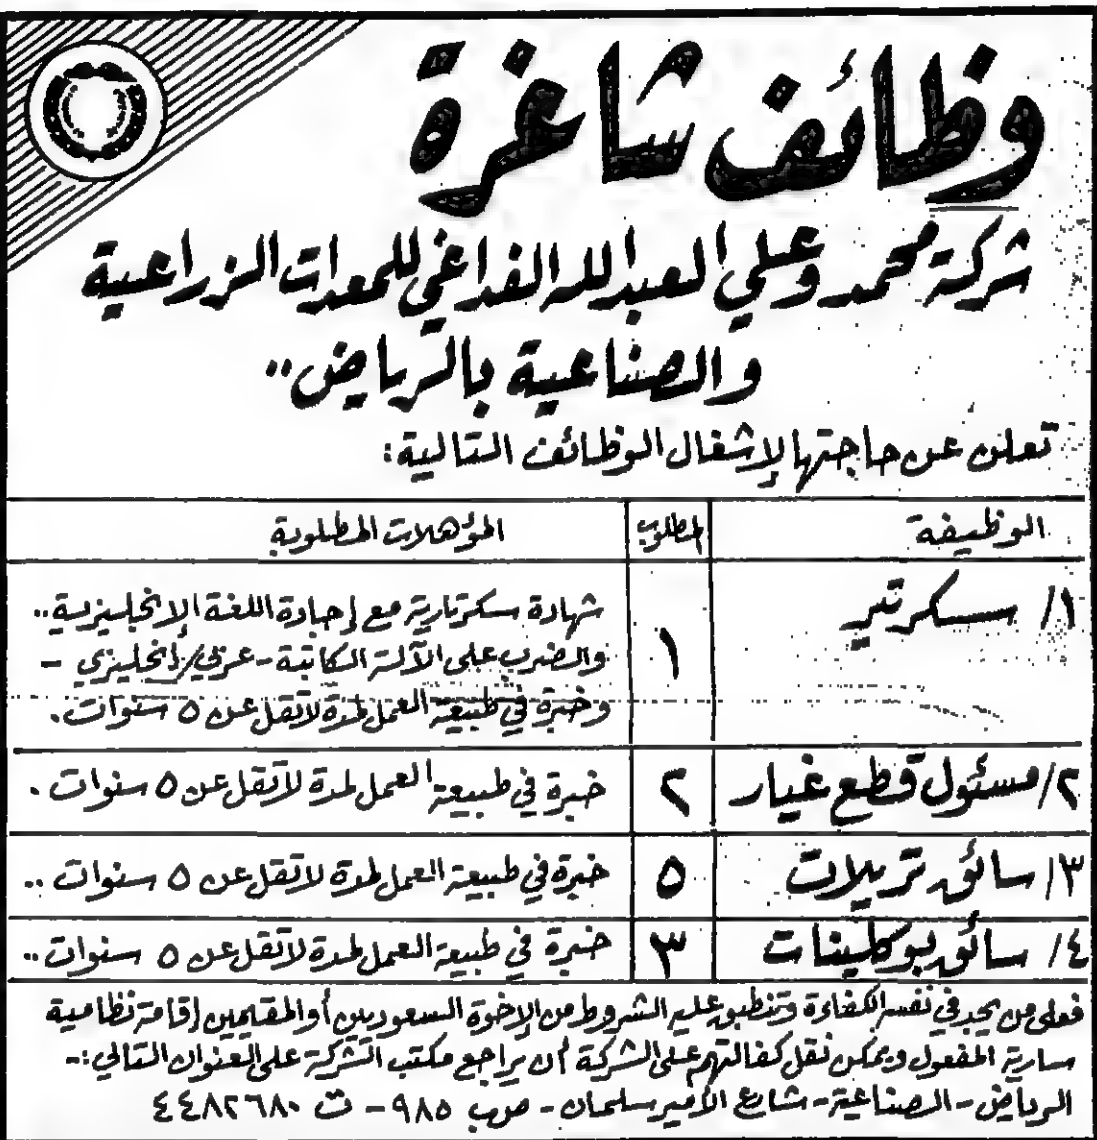 وظائف شاغرة
شركة محمد وعلي العبدالله الفداغي للمعدات الزراعية
والصناعية بالرياض..
تعلن عن حاجتها لإشغال الوظائف التالية:
الوظيفة المطلوب المؤهلات المطلوبة
١/ سكرتير ١ شهادة سكرتارية مع إجادة اللغة الإنجليزية..
والضرب على الآلة الكاتبة - عربي/إنجليزي -
وخبرة في طبيعة العمل لمدة لاتقل عن ٥ سنوات.
٢/ مسئول قطع غيار ٢ خبرة في طبيعة العمل لمدة لاتقل عن ٥ سنوات.
٣/ سائق تريلات ٥ خبرة في طبيعة العمل لمدة لاتقل عن ٥ سنوات..
٤/ سائق بوكلينات ٣ خبرة في طبيعة العمل لمدة لاتقل عن ٥ سنوات..
فعلى من يجد في نفسه الكفاءة وتنطبق عليه الشروط من الإخوة السعوديين أو المقيمين إقامة نظامية
سارية المفعول ويمكن نقل كفالتهم على الشركة أن يراجع مكتب الشركة على العنوان التالي:-
الرياض - الصناعية - شارع الأمير سلمان - ص.ب ٩٨٥ - ت ٤٤٨٢٦٨٠